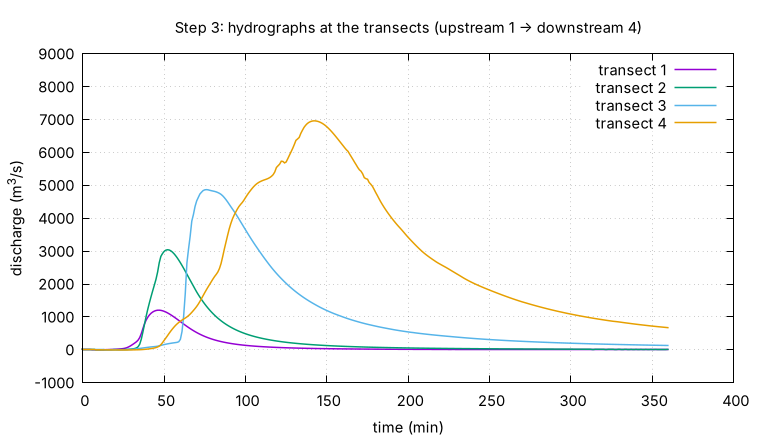 Step 3: hydrographs at the transects (upstream 1 → downstream 4)
9000
8000
7000
6000
5000
4000
3000
2000
1000
0
-1000
discharge (m³/s)
transect 1
transect 2
transect 3
transect 4
0 50 100 150 200 250 300 350 400
time (min)